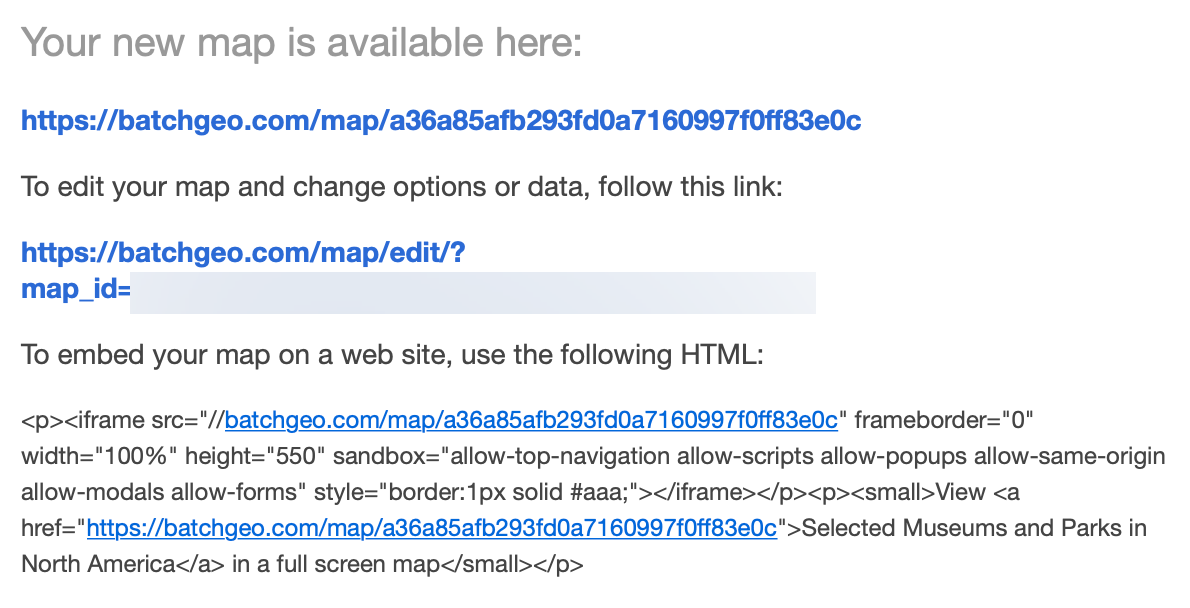 Your new map is available here:
https://batchgeo.com/map/a36a85afb293fd0a7160997f0ff83e0c
To edit your map and change options or data, follow this link:
https://batchgeo.com/map/edit/?
map_id=
To embed your map on a web site, use the following HTML:
<p><iframe src="//batchgeo.com/map/a36a85afb293fd0a7160997f0ff83e0c" frameborder="0"
width="100%" height="550" sandbox="allow-top-navigation allow-scripts allow-popups allow-same-origin
allow-modals allow-forms" style="border:1px solid #aaa;"></iframe></p><p><small>View <a
href="https://batchgeo.com/map/a36a85afb293fd0a7160997f0ff83e0c">Selected Museums and Parks in
North America</a> in a full screen map</small></p>